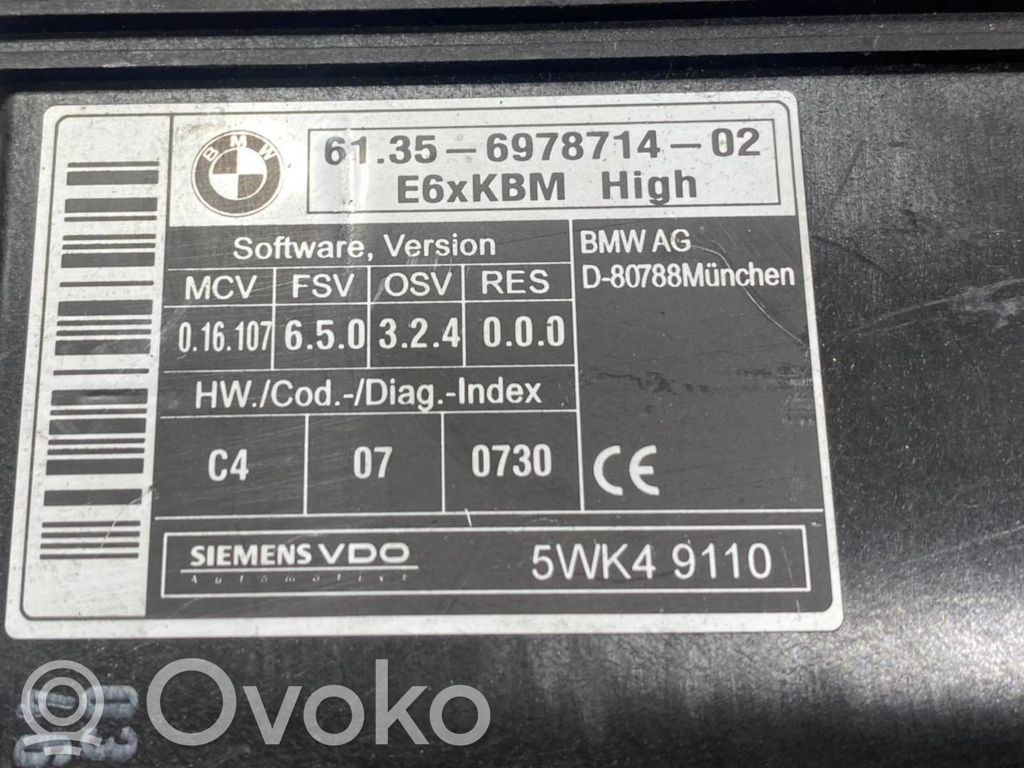 BMW
61.35-6978714-02
E6xKBM High
Software, Version
MCV FSV OSV RES
0.16.107 6.5.0 3.2.4 0.0.0
HW./Cod.-/Diag.-Index
C4 07 0730
BMW AG
D-80788München
CE
SIEMENS VDO
Automotive
5WK4 9110
Ovoko